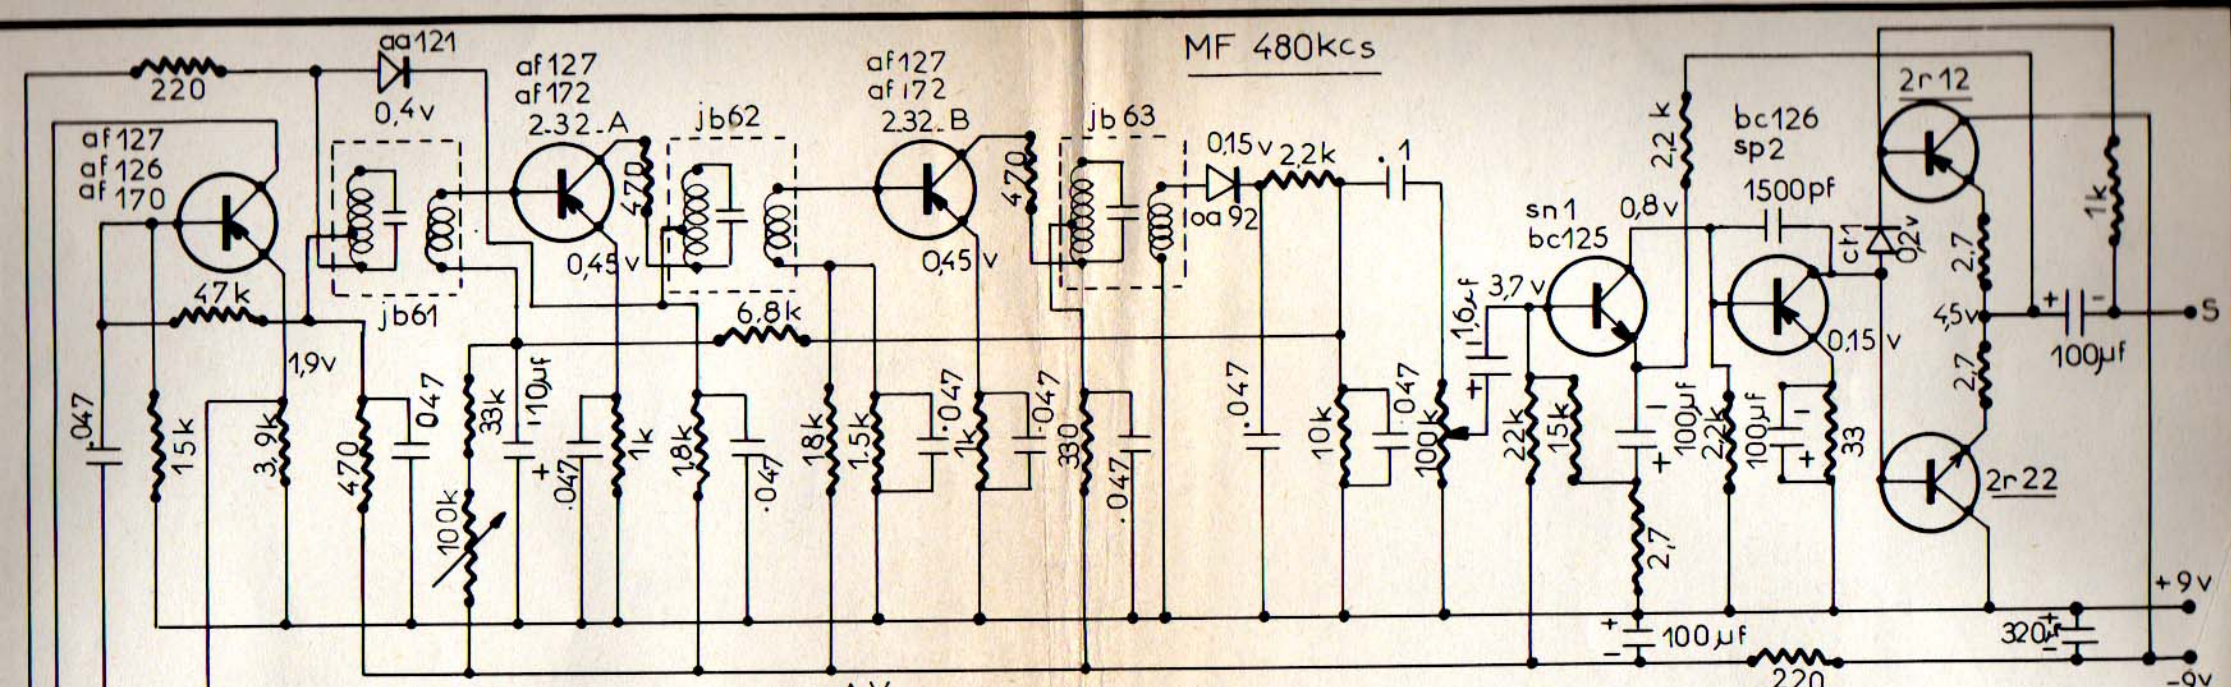 MF 480kcs
220
aa121
0,4v
af127
af126
af170
47k
1,9v
.047
15k
3,9k
470
.047
jb61
af127
af172
2.32.A
470
0,45v
jb62
33k
100k
10µf
.047
1k
18k
.047
6,8k
af127
af172
2.32.B
470
0,45v
jb63
18k
1.5k
.047
1k
.047
330
.047
0,15v
oa92
2,2k
.1
.047
10k
.047
100k
1,6µf
3,7v
sn1
bc125
0,8v
22k
15k
100µf
2,7
2,2k
bc126
sp2
1500pf
0,15v
2,2k
100µf
33
ct1
0,2v
2r12
2,7
4,5v
2,7
2r22
1k
100µf
S
+9v
320µf
100µf
220
-9v